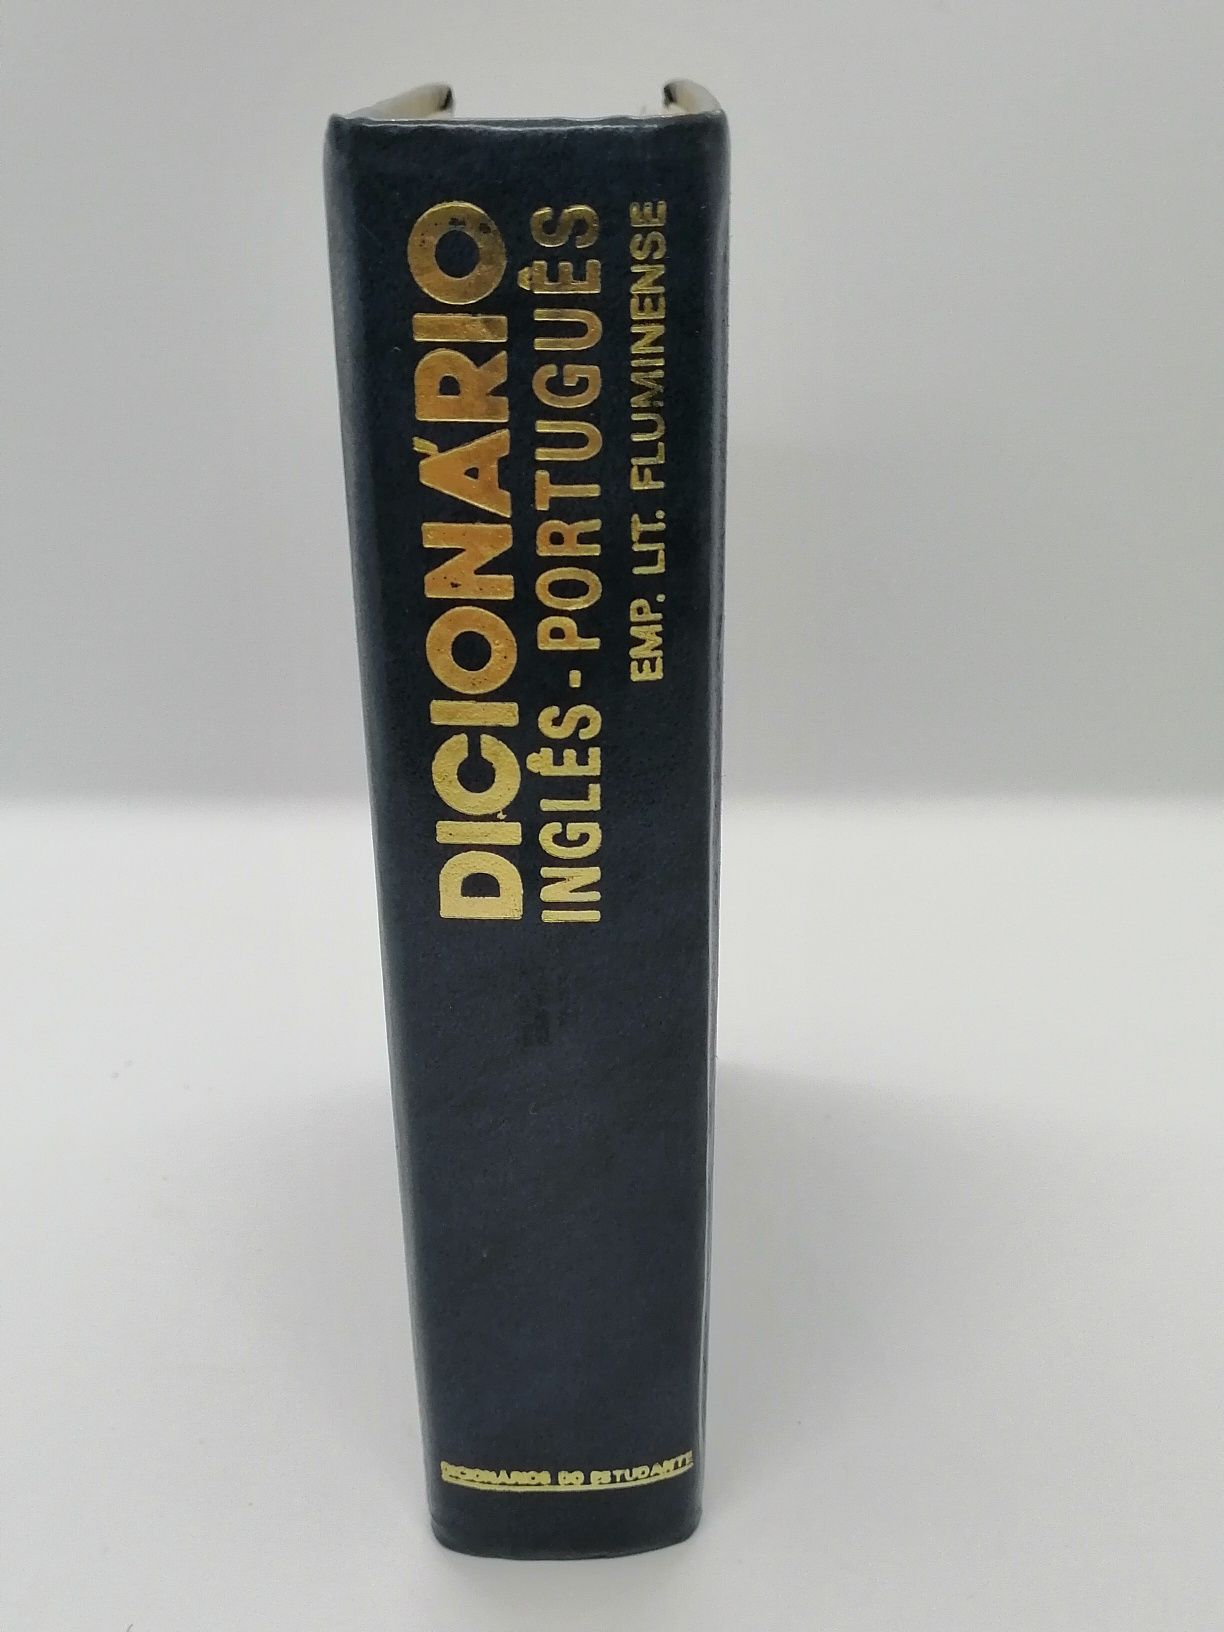 DICIONÁRIO
INGLÊS-PORTUGUÊS
EMP. LIT. FLUMINENSE
DICIONÁRIOS DO ESTUDANTE